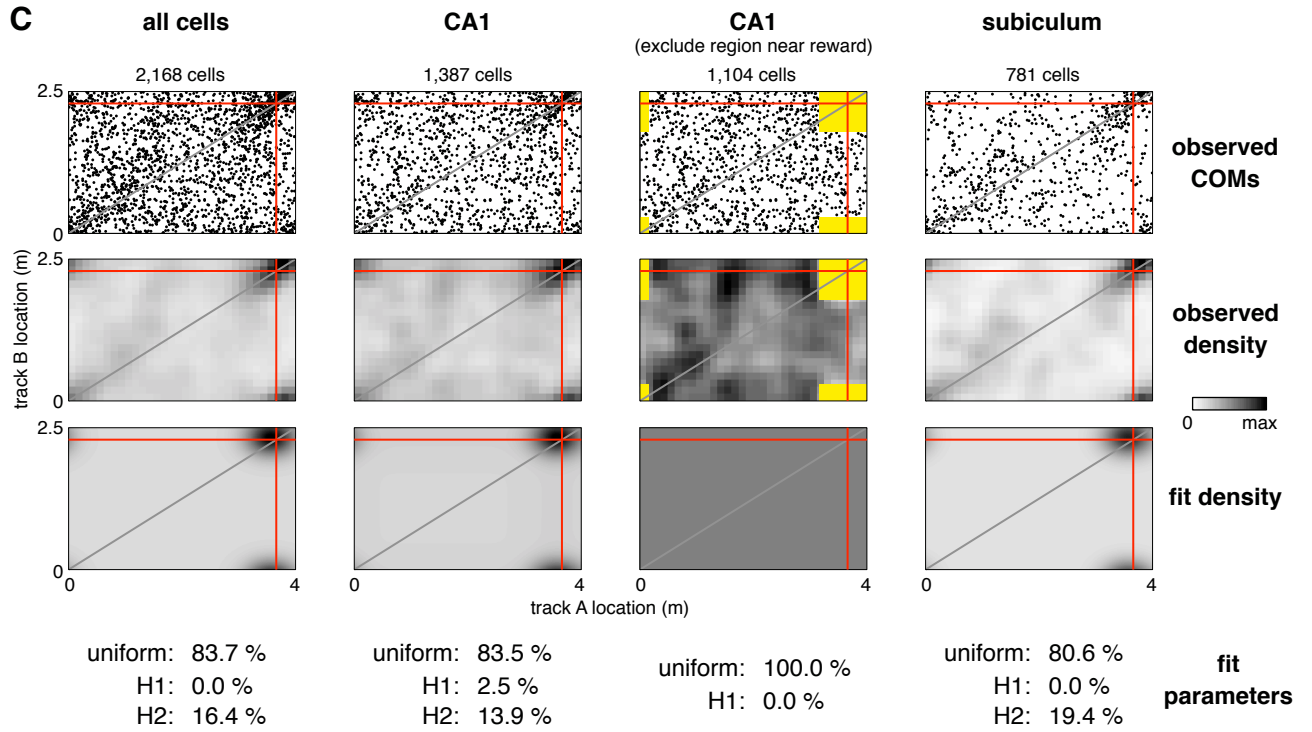 C
all cells
CA1
CA1
subiculum
(exclude region near reward)
2,168 cells
1,387 cells
1,104 cells
781 cells
2.5
0
observed
COMs
2.5
0
track B location (m)
observed
density
0
max
2.5
0
fit density
0
4
0
4
0
4
0
4
track A location (m)
uniform: 83.7 %
H1: 0.0 %
H2: 16.4 %
uniform: 83.5 %
H1: 2.5 %
H2: 13.9 %
uniform: 100.0 %
H1: 0.0 %
uniform: 80.6 %
H1: 0.0 %
H2: 19.4 %
fit
parameters